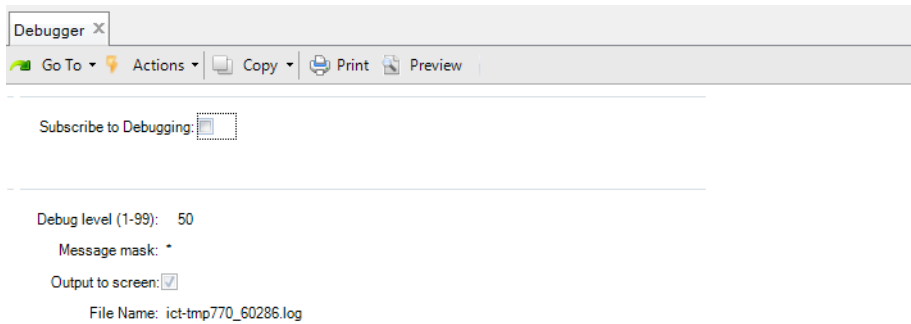 Debugger
Go To Actions Copy Print Preview
Subscribe to Debugging:
Debug level (1-99): 50
Message mask: *
Output to screen:
File Name: ict-tmp770_60286.log